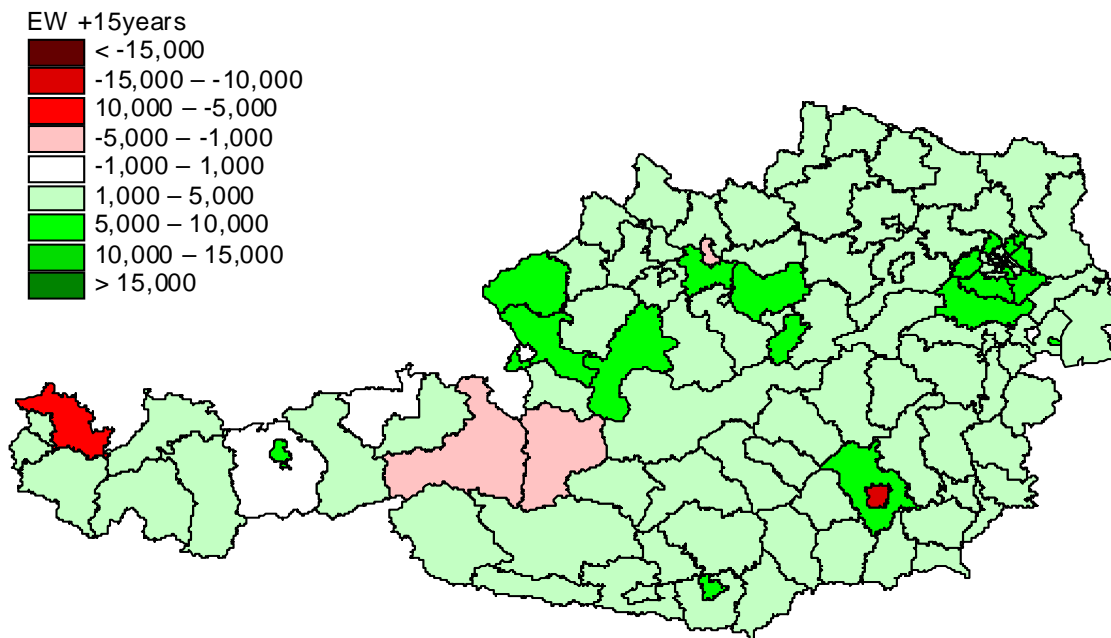 EW +15years
< -15,000
-15,000 – -10,000
10,000 – -5,000
-5,000 – -1,000
-1,000 – 1,000
1,000 – 5,000
5,000 – 10,000
10,000 – 15,000
> 15,000